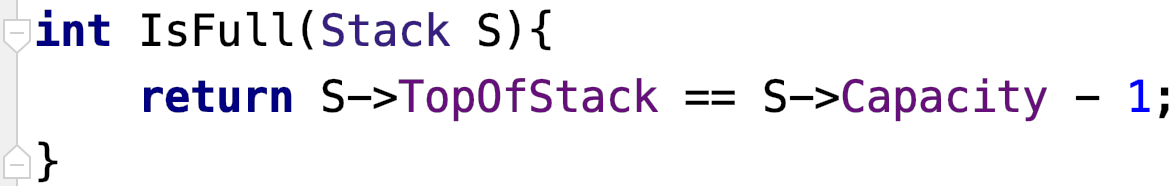 int IsFull(Stack S){
    return S->TopOfStack == S->Capacity - 1;
}